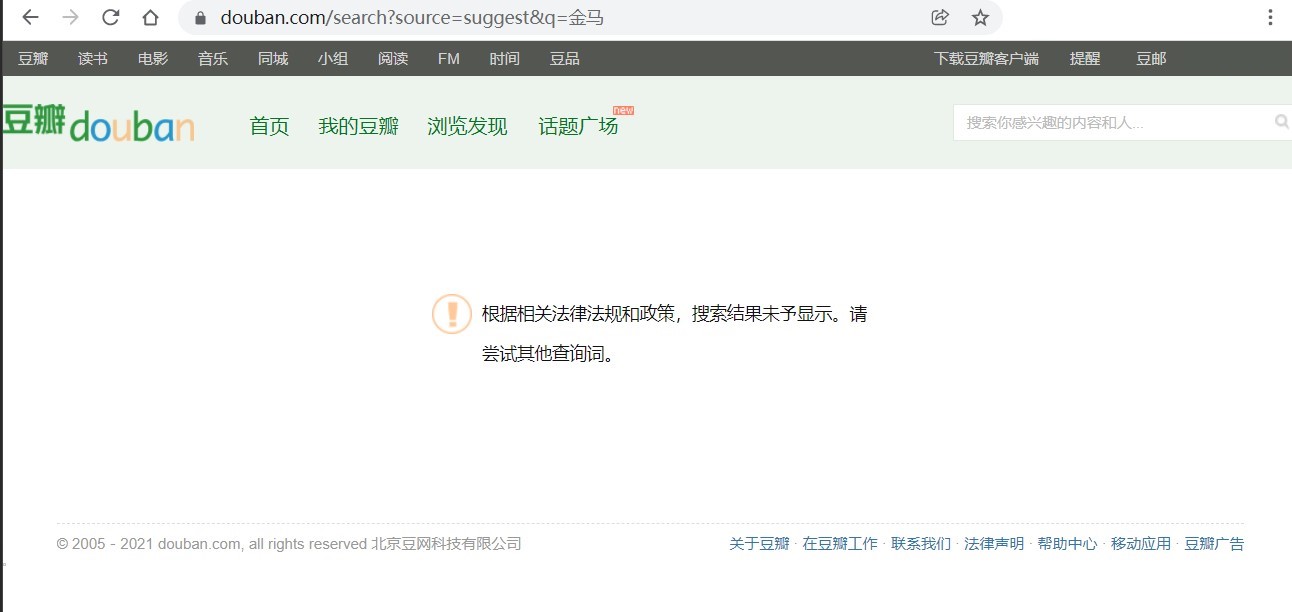 douban.com/search?source=suggest&q=金马
豆瓣 读书 电影 音乐 同城 小组 阅读 FM 时间 豆品 下载豆瓣客户端 提醒 豆邮
豆瓣 douban 首页 我的豆瓣 浏览发现 话题广场 new 搜索你感兴趣的内容和人...
根据相关法律法规和政策，搜索结果未予显示。请
尝试其他查询词。
© 2005 - 2021 douban.com, all rights reserved 北京豆网科技有限公司 关于豆瓣 · 在豆瓣工作 · 联系我们 · 法律声明 · 帮助中心 · 移动应用 · 豆瓣广告